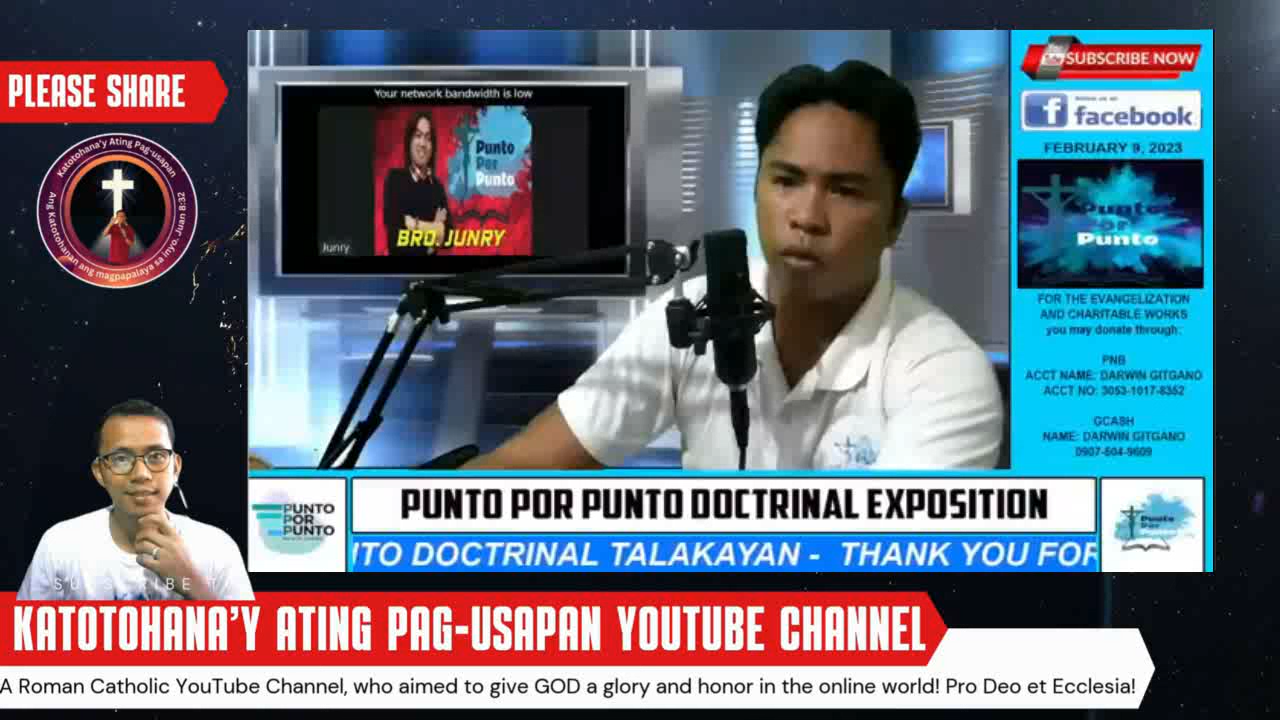 PLEASE SHARE
Katotohana'y Ating Pag-usapan
Ang Katotohanan ang magpapalaya sa inyo. Juan 8:32
Your network bandwidth is low
Punto
Por
Punto
BRO. JUNRY
Junry
SUBSCRIBE NOW
facebook
FEBRUARY 9, 2023
Punto
Por
Punto
FOR THE EVANGELIZATION
AND CHARITABLE WORKS
you may donate through:
PNB
ACCT NAME: DARWIN GITGANO
ACCT NO: 3053-1017-8352
GCASH
NAME: DARWIN GITGANO
0907-604-9609
PUNTO
POR
PUNTO
PUNTO POR PUNTO DOCTRINAL EXPOSITION
Punto
Por
NTO DOCTRINAL TALAKAYAN - THANK YOU FOR
SUBSCRIBE
KATOTOHANA'Y ATING PAG-USAPAN YOUTUBE CHANNEL
A Roman Catholic YouTube Channel, who aimed to give GOD a glory and honor in the online world! Pro Deo et Ecclesia!